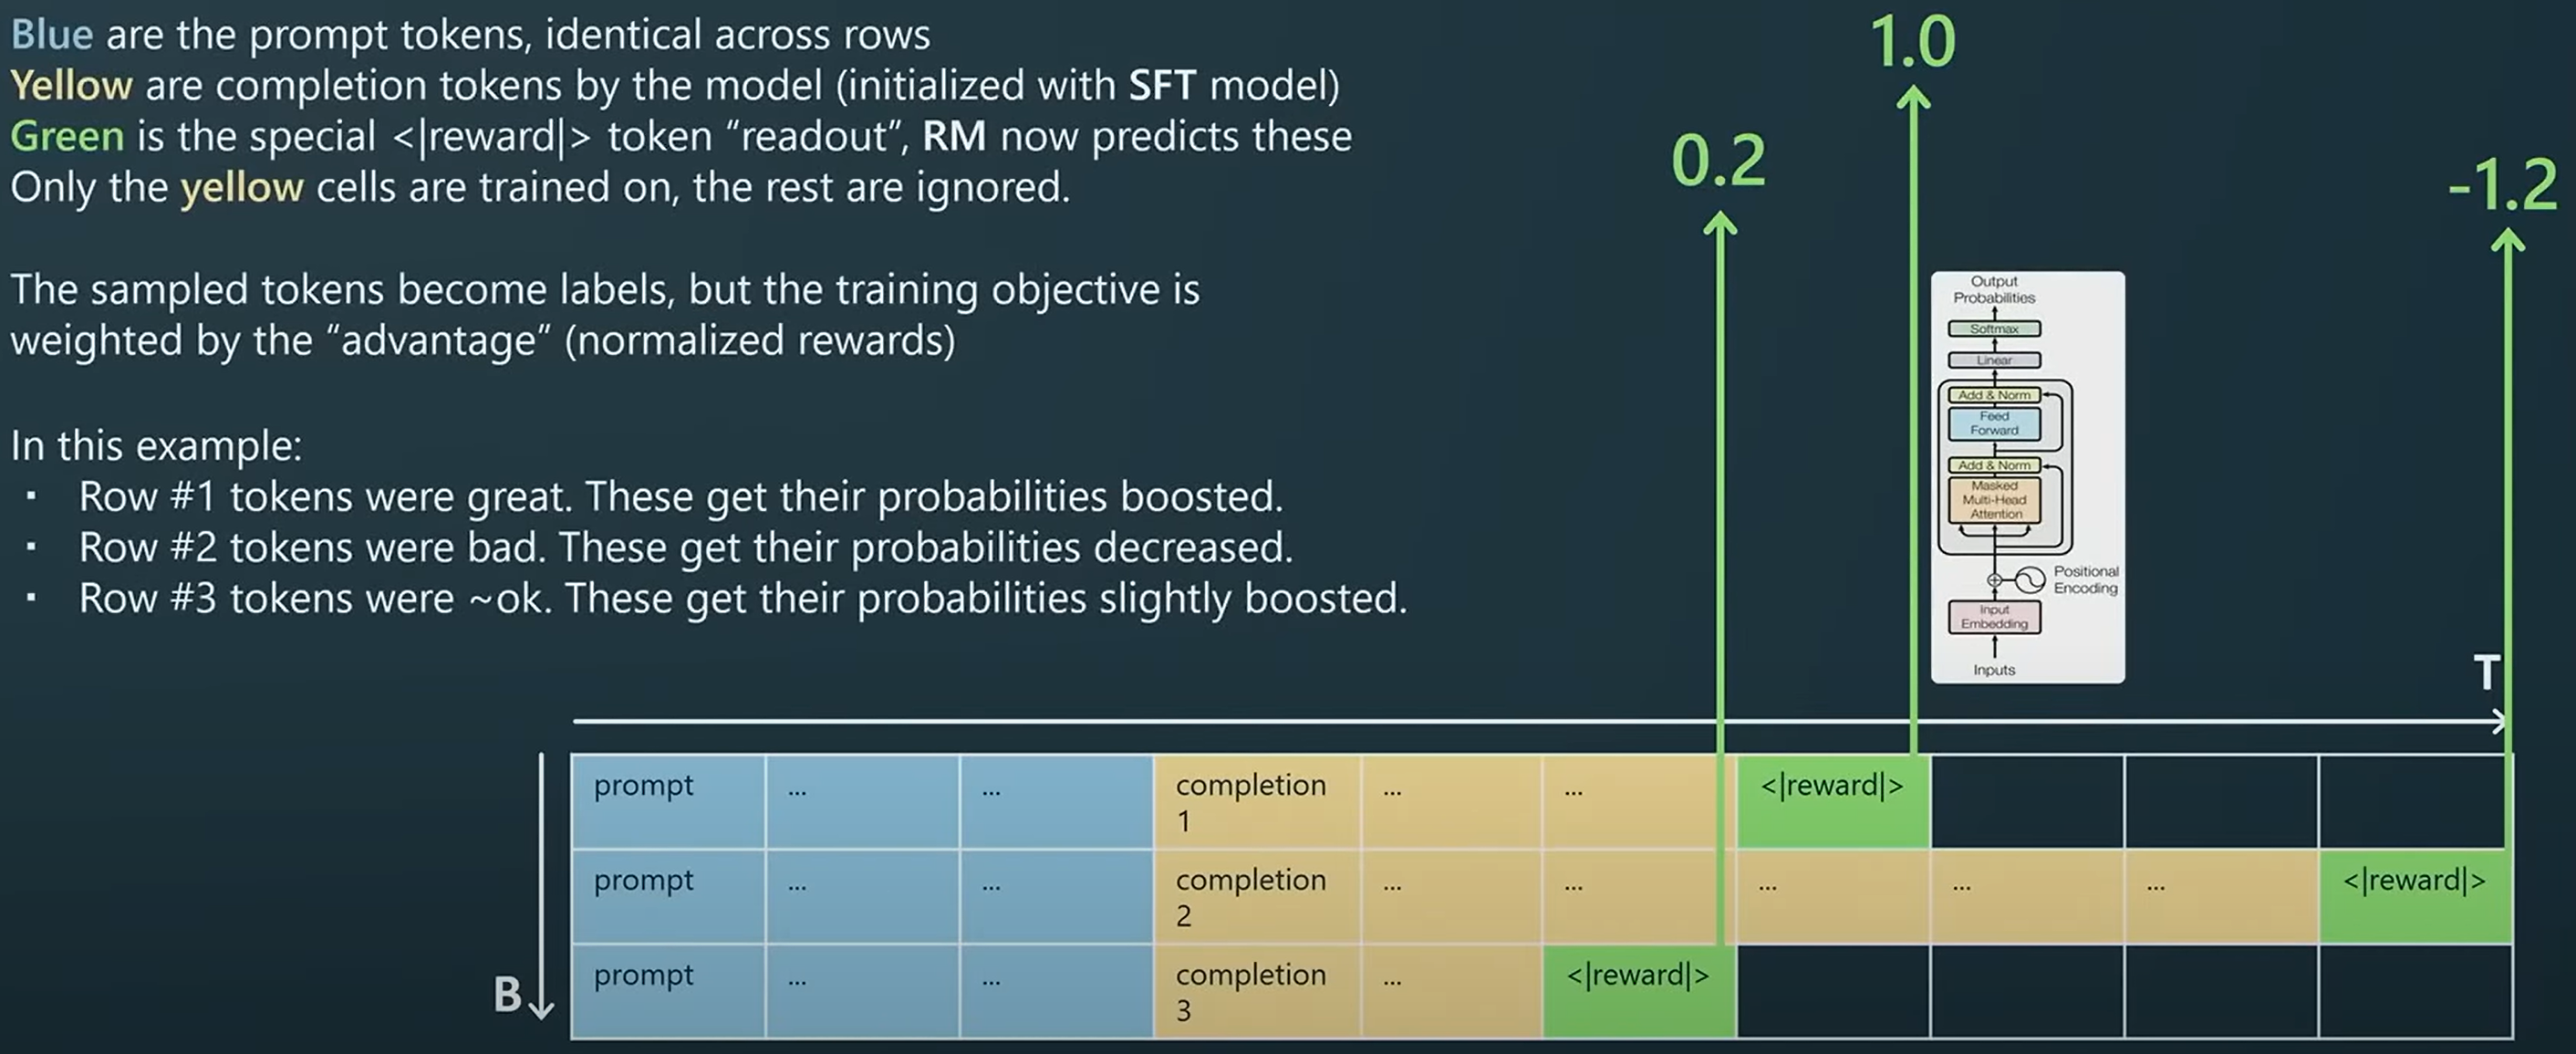 Blue are the prompt tokens, identical across rows
Yellow are completion tokens by the model (initialized with SFT model)
Green is the special <|reward|> token “readout”, RM now predicts these
Only the yellow cells are trained on, the rest are ignored.
The sampled tokens become labels, but the training objective is
weighted by the “advantage” (normalized rewards)
In this example:
▪ Row #1 tokens were great. These get their probabilities boosted.
▪ Row #2 tokens were bad. These get their probabilities decreased.
▪ Row #3 tokens were ~ok. These get their probabilities slightly boosted.
1.0
0.2
-1.2
Output
Probabilities
Softmax
Linear
Add & Norm
Feed
Forward
Add & Norm
Masked
Multi-Head
Attention
Positional
Encoding
Input
Embedding
Inputs
T
B
prompt ... ... completion ... ... <|reward|>
1
prompt ... ... completion ... ... ... ... ... <|reward|>
2
prompt ... ... completion ... <|reward|>
3